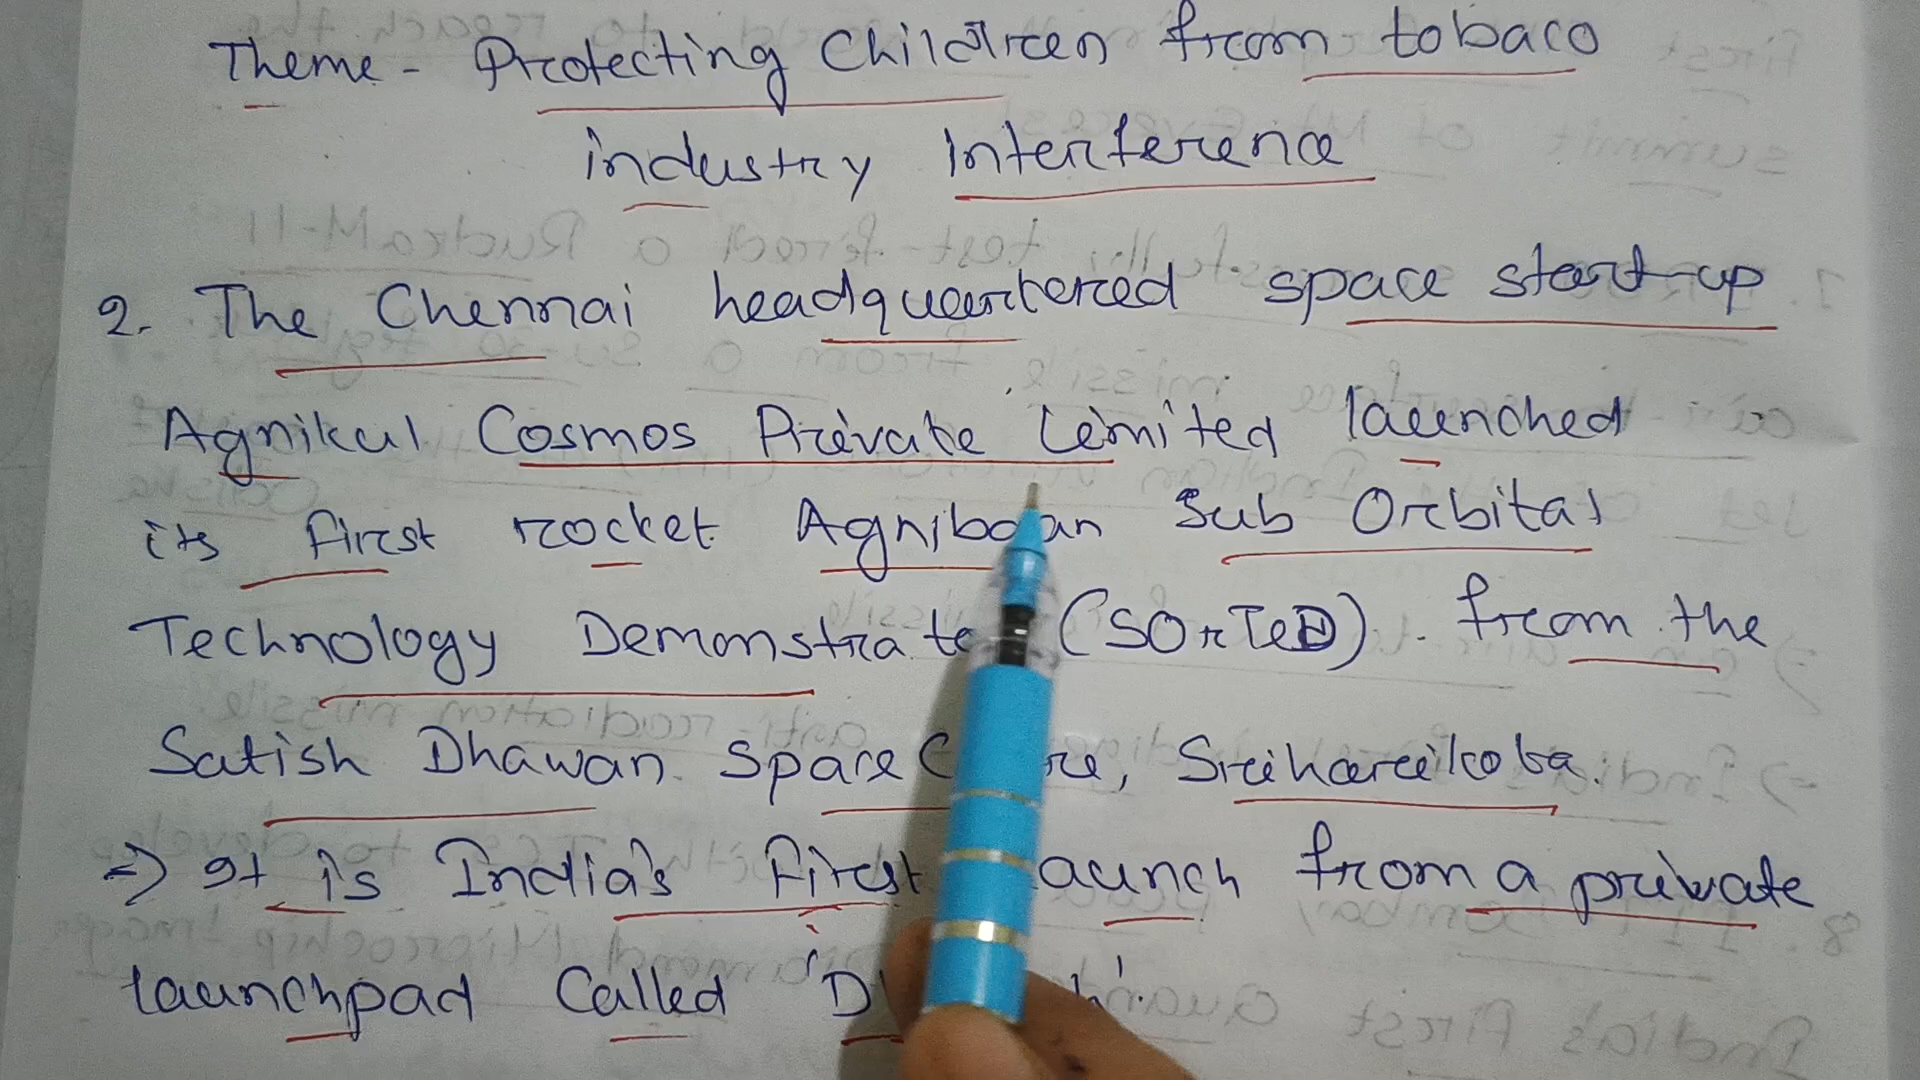 Theme - Protecting Children from tobaco
industry Interference
2. The Chennai headquartered space start-up
Agnikul Cosmos Private Limited launched
its first rocket Agniban Sub Orbital
Technology Demonstrate (SOrTeD). from the
Satish Dhawan Space, Sriharikota.
=> It is India's First launch from a private
launchpad Called